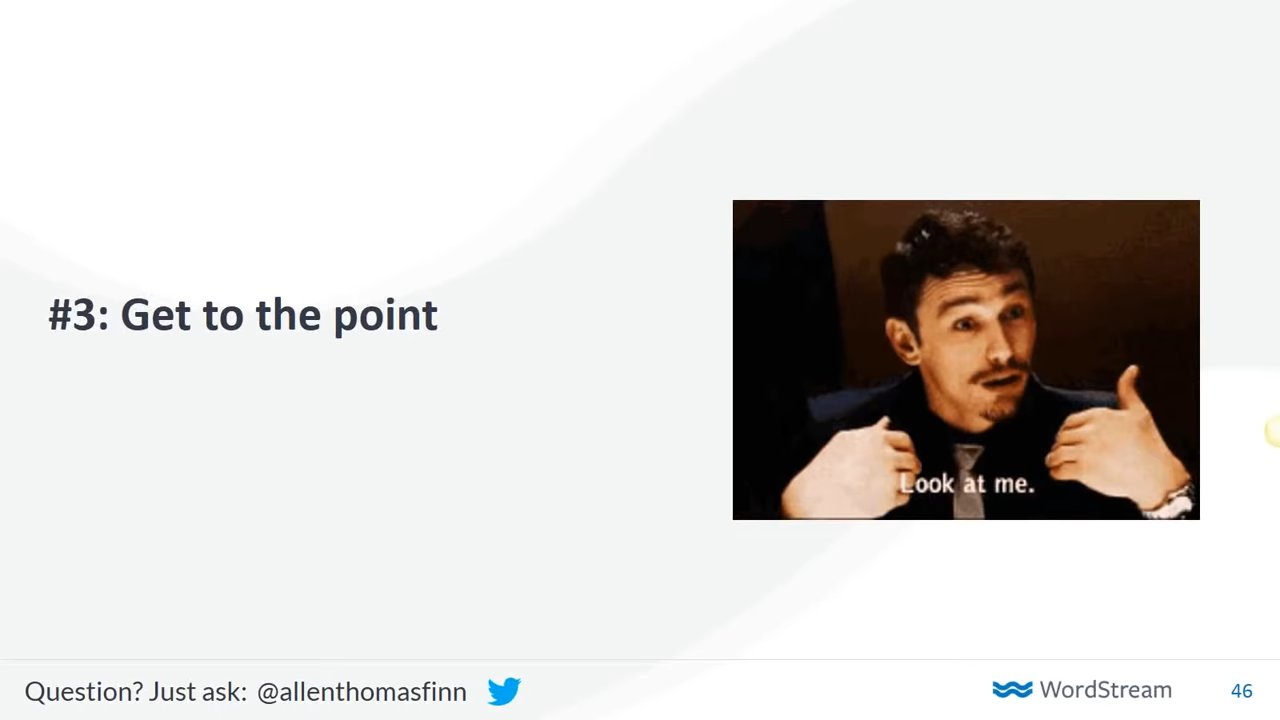 #3: Get to the point
Look at me.
Question? Just ask: @allenthomasfinn
WordStream
46